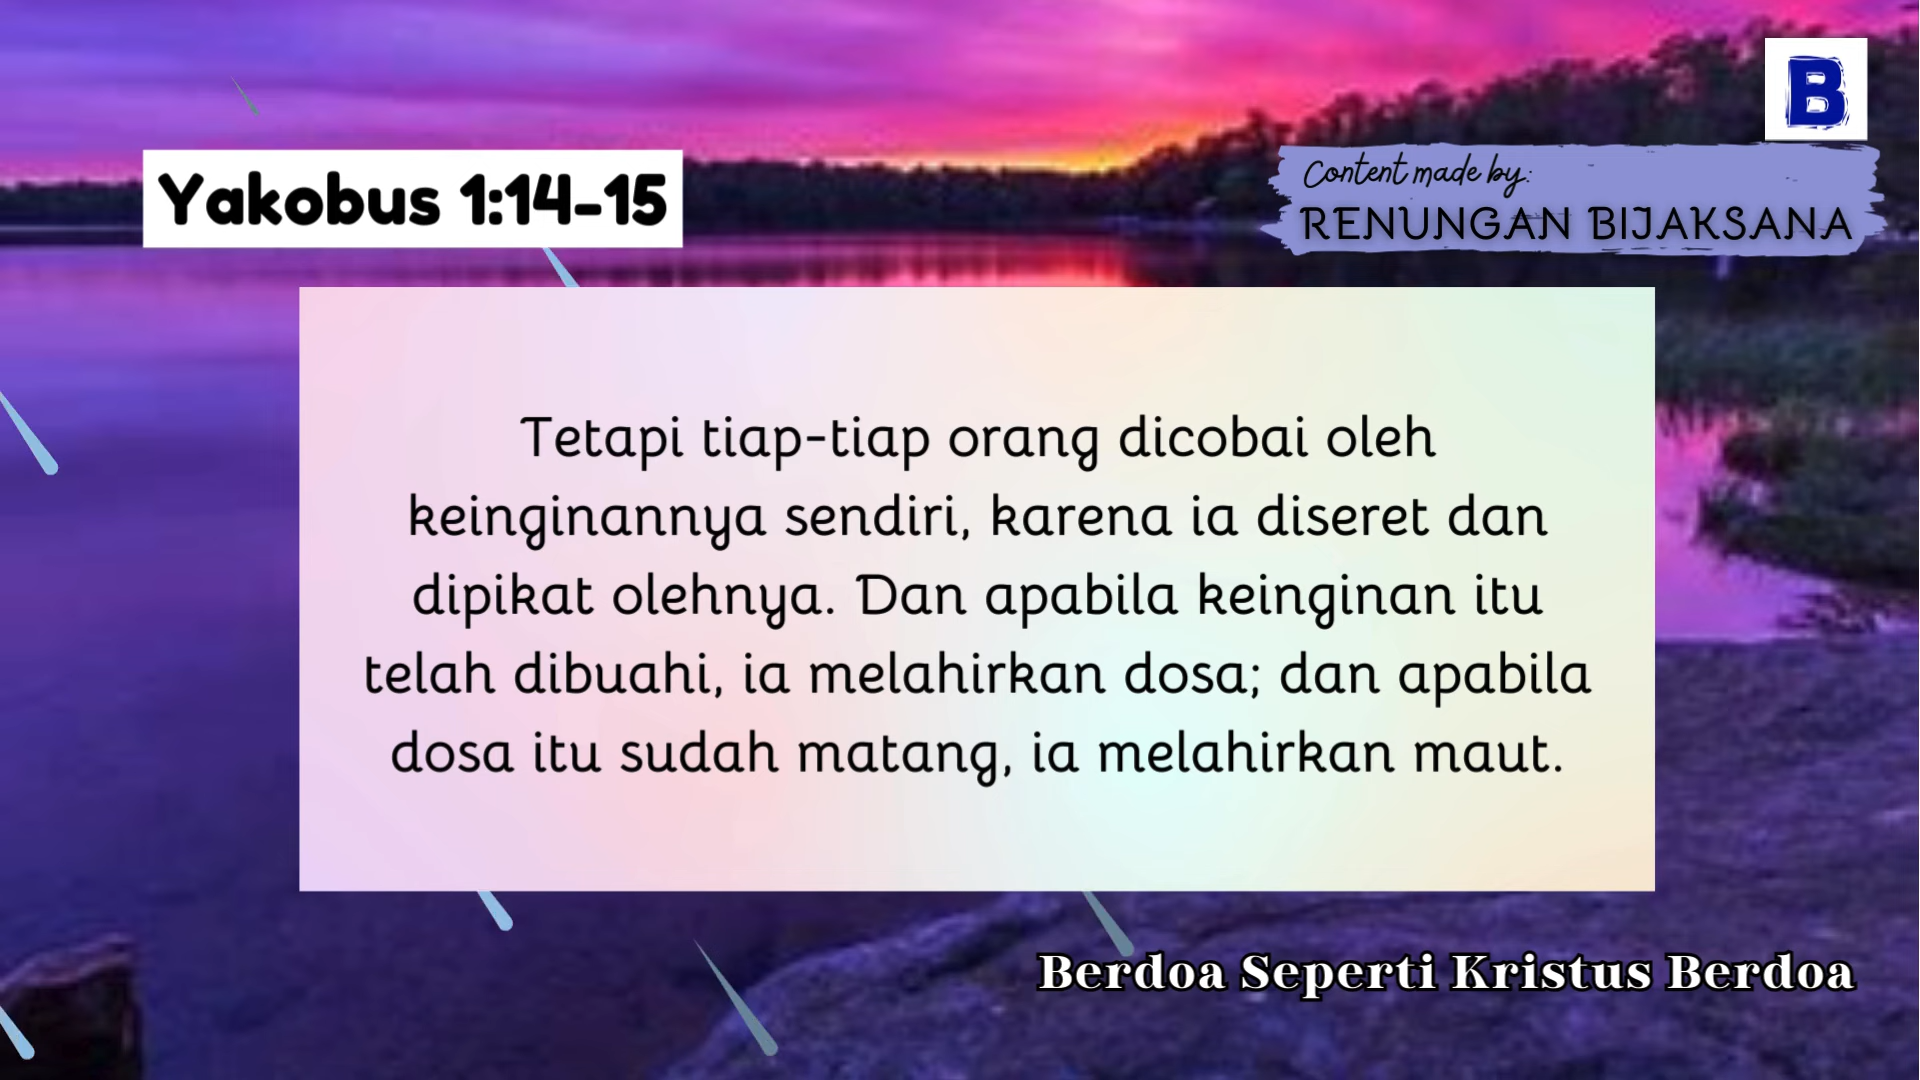 B
Yakobus 1:14-15
Content made by:
RENUNGAN BIJAKSANA
Tetapi tiap-tiap orang dicobai oleh
keinginannya sendiri, karena ia diseret dan
dipikat olehnya. Dan apabila keinginan itu
telah dibuahi, ia melahirkan dosa; dan apabila
dosa itu sudah matang, ia melahirkan maut.
Berdoa Seperti Kristus Berdoa